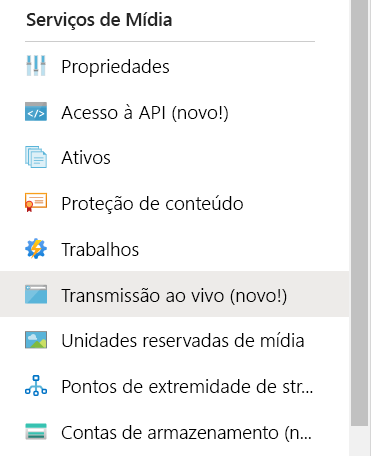 Serviços de Mídia
Propriedades
Acesso à API (novo!)
Ativos
Proteção de conteúdo
Trabalhos
Transmissão ao vivo (novo!)
Unidades reservadas de mídia
Pontos de extremidade de str...
Contas de armazenamento (n...